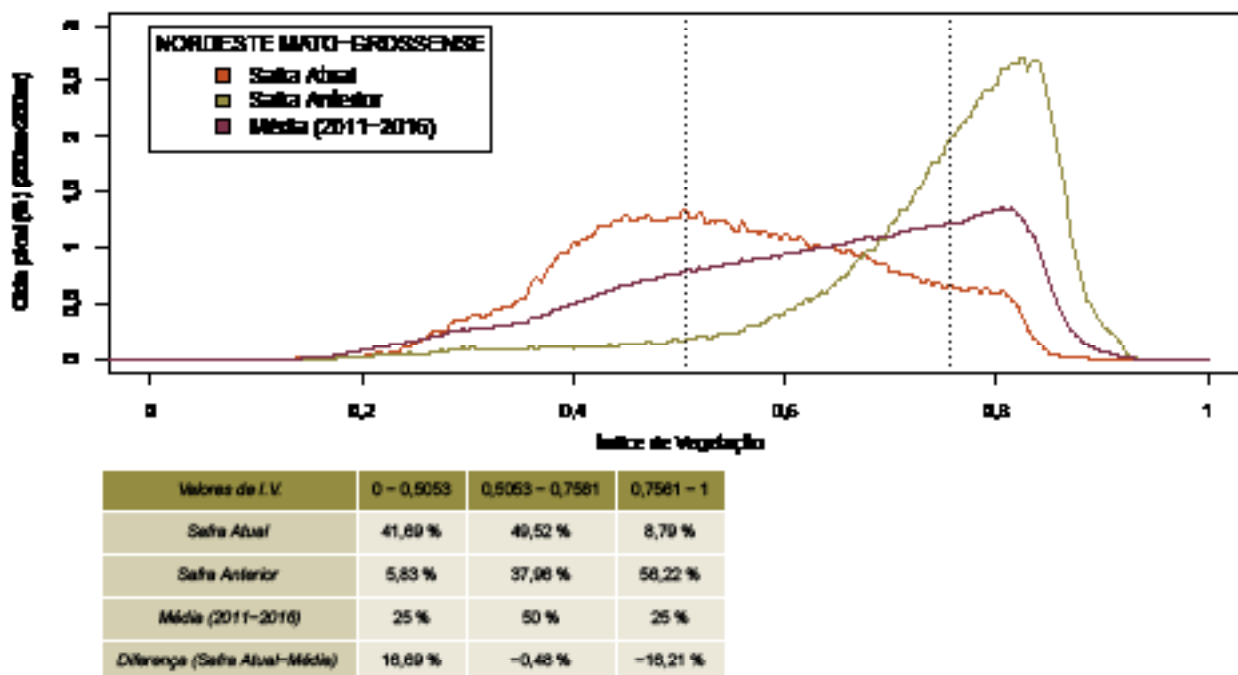 NORDESTE MATO-GROSSENSE
Safra Atual
Safra Anterior
Média (2011-2016)
3
2,5
2
1,5
1
0,5
0
0 0,2 0,4 0,6 0,8 1
Índice de Vegetação
Valores de I.V. 0 - 0,5053 0,5053 - 0,7561 0,7561 - 1
Safra Atual 41,69 % 49,52 % 8,79 %
Safra Anterior 5,83 % 37,96 % 56,22 %
Média (2011-2016) 25 % 50 % 25 %
Diferença (Safra Atual-Média) 16,69 % -0,48 % -16,21 %